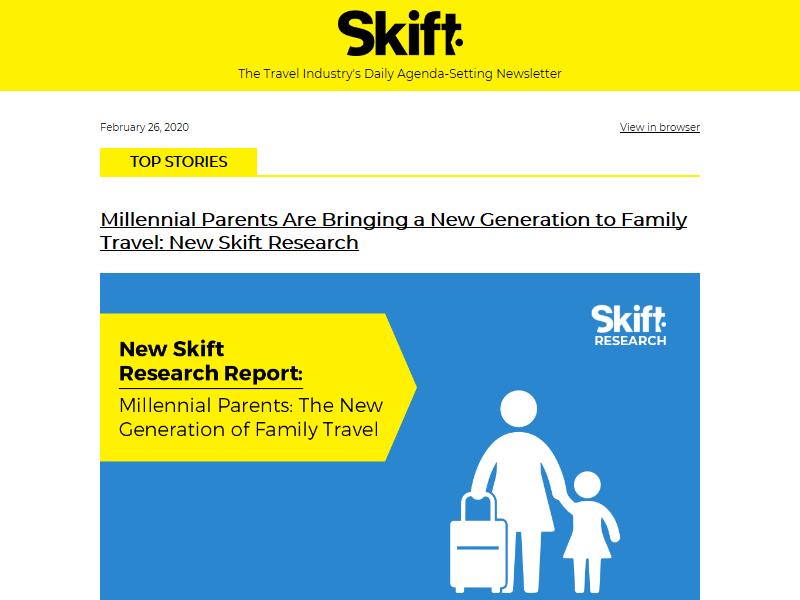 Skift
The Travel Industry's Daily Agenda-Setting Newsletter
February 26, 2020
View in browser
TOP STORIES
Millennial Parents Are Bringing a New Generation to Family
Travel: New Skift Research
Skift
RESEARCH
New Skift
Research Report:
Millennial Parents: The New
Generation of Family Travel